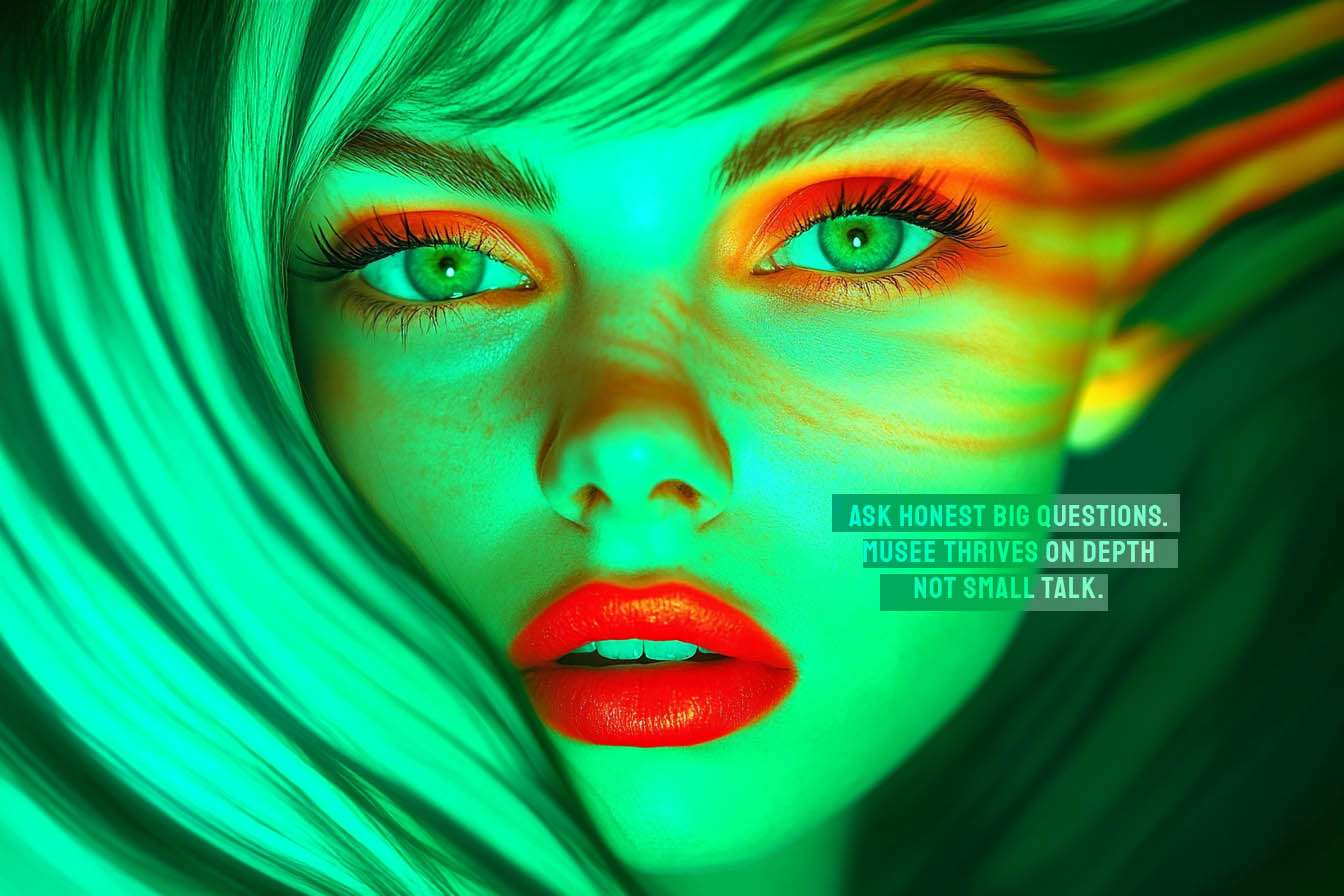 ASK HONEST BIG QUESTIONS.
MUSEE THRIVES ON DEPTH
NOT SMALL TALK.